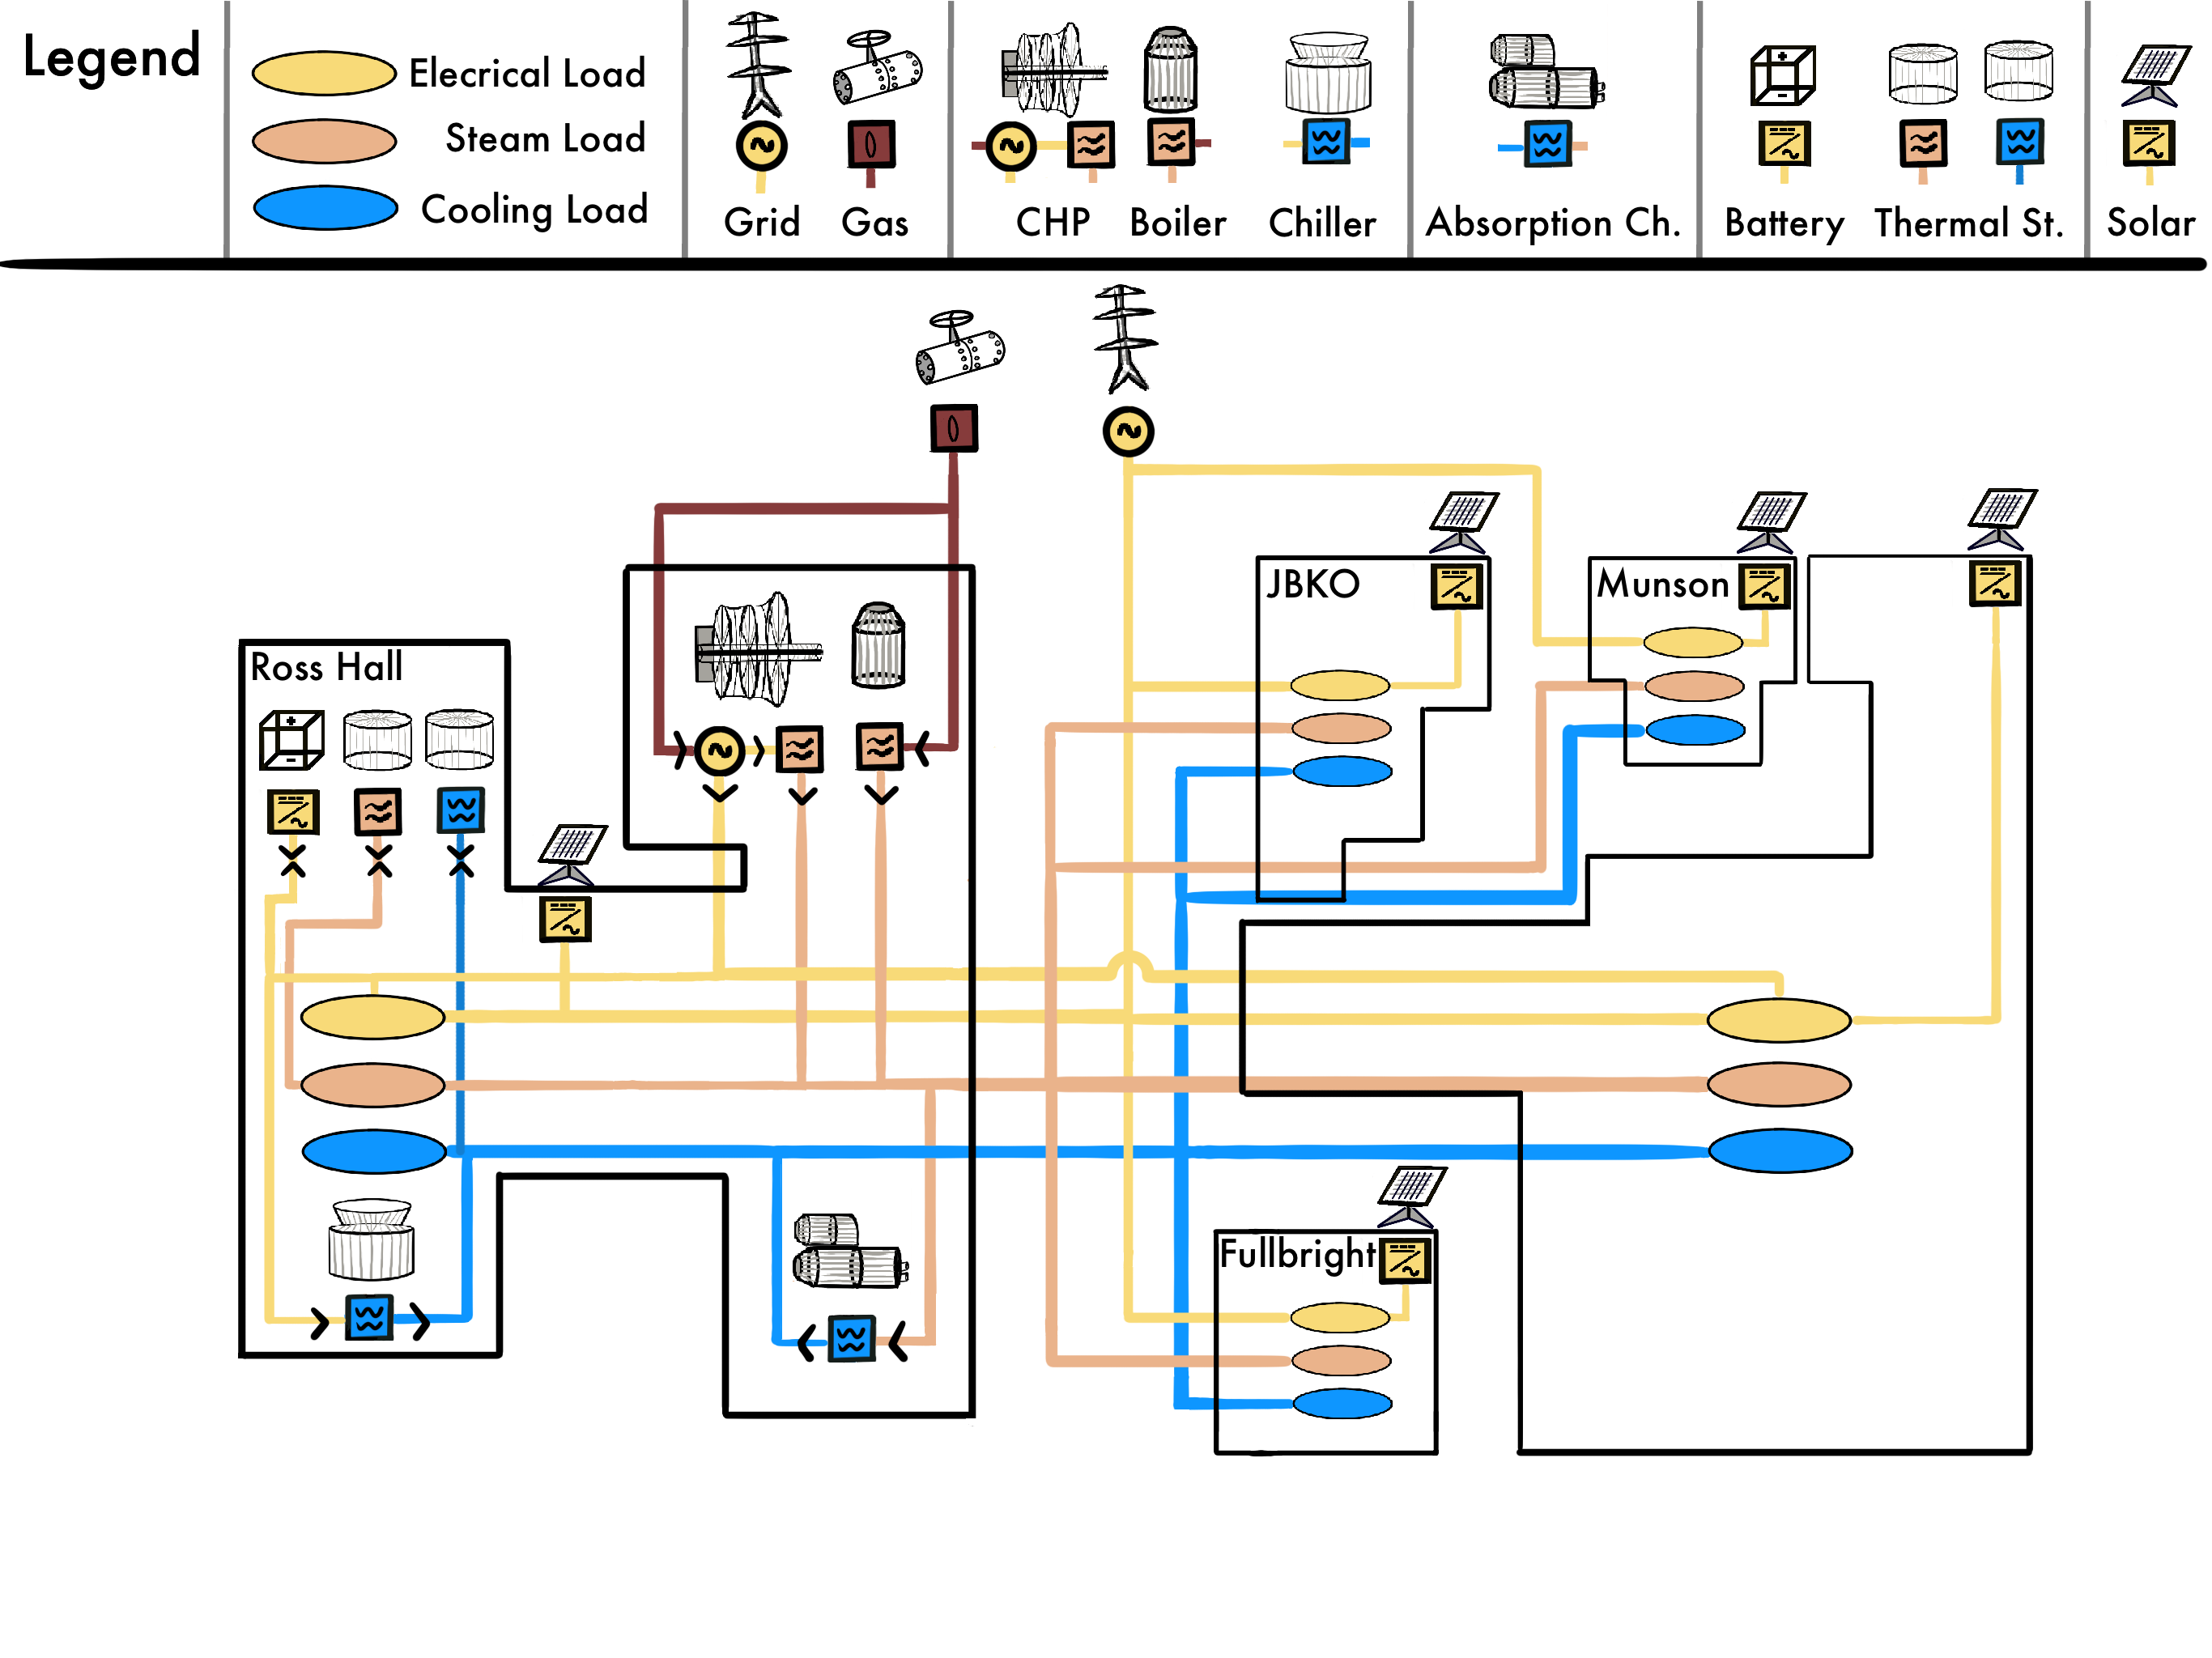 Legend
Elecrical Load
Steam Load
Cooling Load
Grid
Gas
CHP
Boiler
Chiller
Absorption Ch.
Battery
Thermal St.
Solar
JBKO
Munson
Ross Hall
Fullbright